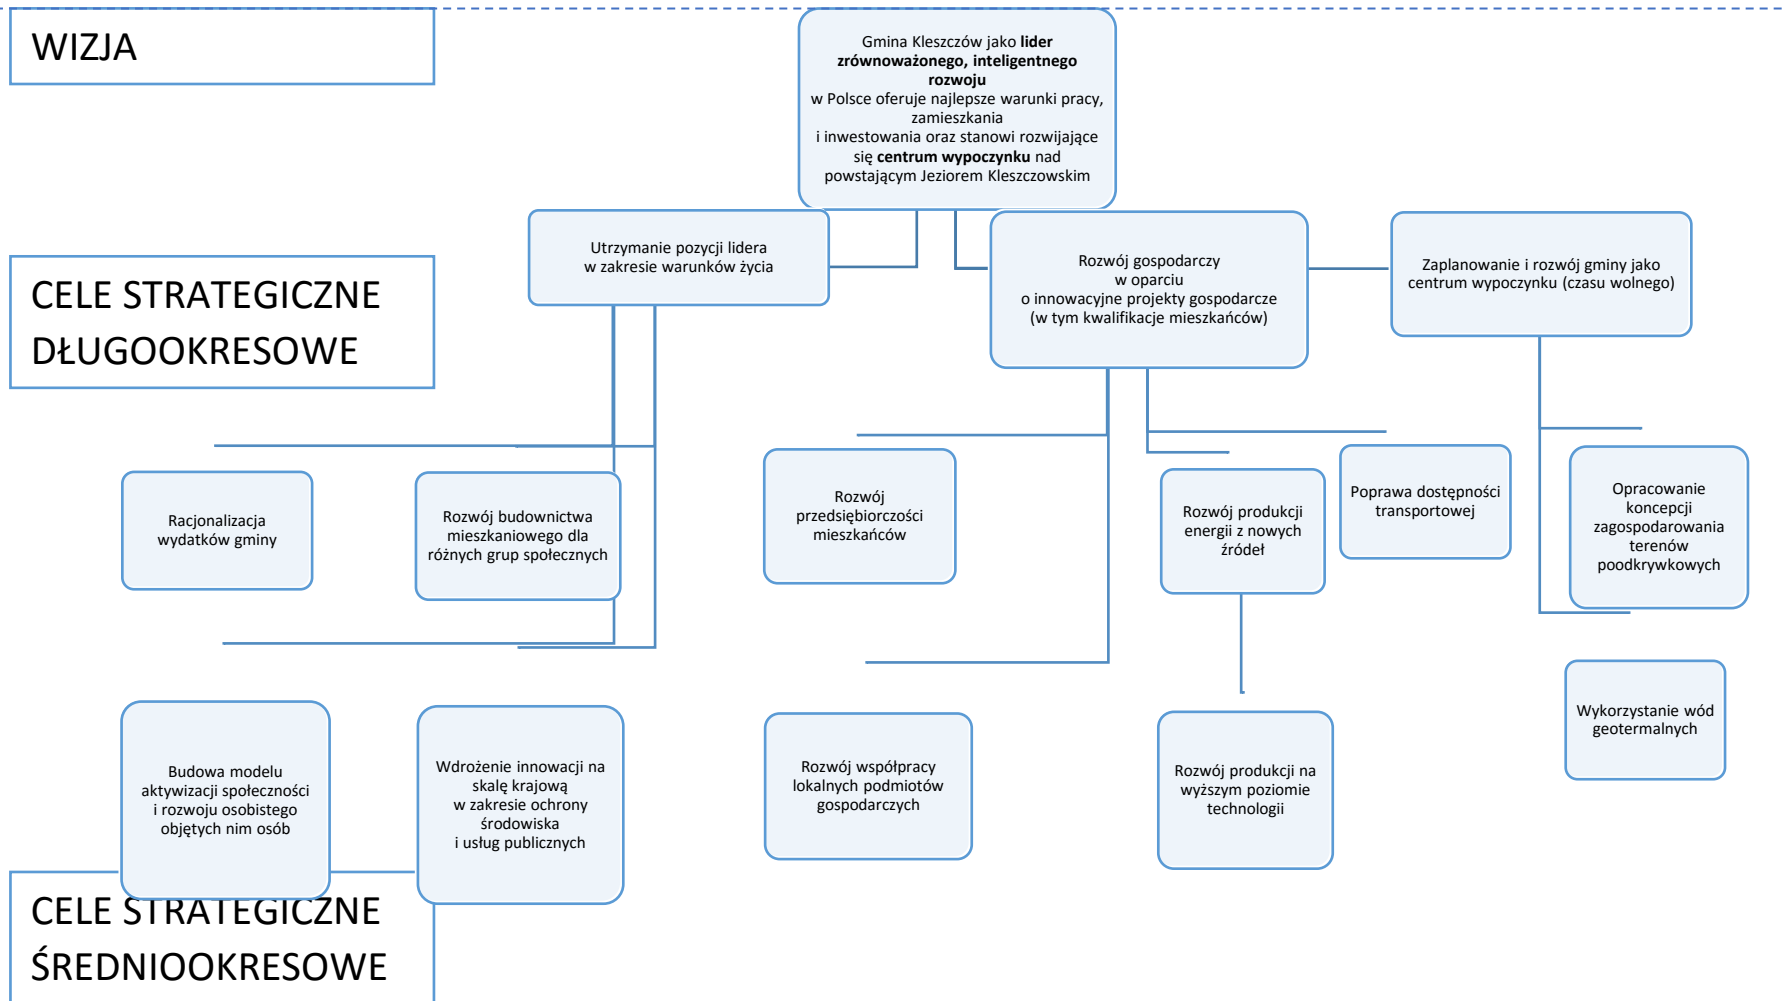 WIZJA
Gmina Kleszczów jako lider
zrównoważonego, inteligentnego
rozwoju
w Polsce oferuje najlepsze warunki pracy,
zamieszkania
i inwestowania oraz stanowi rozwijające
się centrum wypoczynku nad
powstającym Jeziorem Kleszczowskim
CELE STRATEGICZNE
DŁUGOOKRESOWE
Utrzymanie pozycji lidera
w zakresie warunków życia
Rozwój gospodarczy
w oparciu
o innowacyjne projekty gospodarcze
(w tym kwalifikacje mieszkańców)
Zaplanowanie i rozwój gminy jako
centrum wypoczynku (czasu wolnego)
Racjonalizacja
wydatków gminy
Rozwój budownictwa
mieszkaniowego dla
różnych grup społecznych
Rozwój
przedsiębiorczości
mieszkańców
Rozwój produkcji
energii z nowych
źródeł
Poprawa dostępności
transportowej
Opracowanie
koncepcji
zagospodarowania
terenów
poodkrywkowych
Budowa modelu
aktywizacji społeczności
i rozwoju osobistego
objętych nim osób
Wdrożenie innowacji na
skalę krajową
w zakresie ochrony
środowiska
i usług publicznych
Rozwój współpracy
lokalnych podmiotów
gospodarczych
Rozwój produkcji na
wyższym poziomie
technologii
Wykorzystanie wód
geotermalnych
CELE STRATEGICZNE
ŚREDNIOOKRESOWE